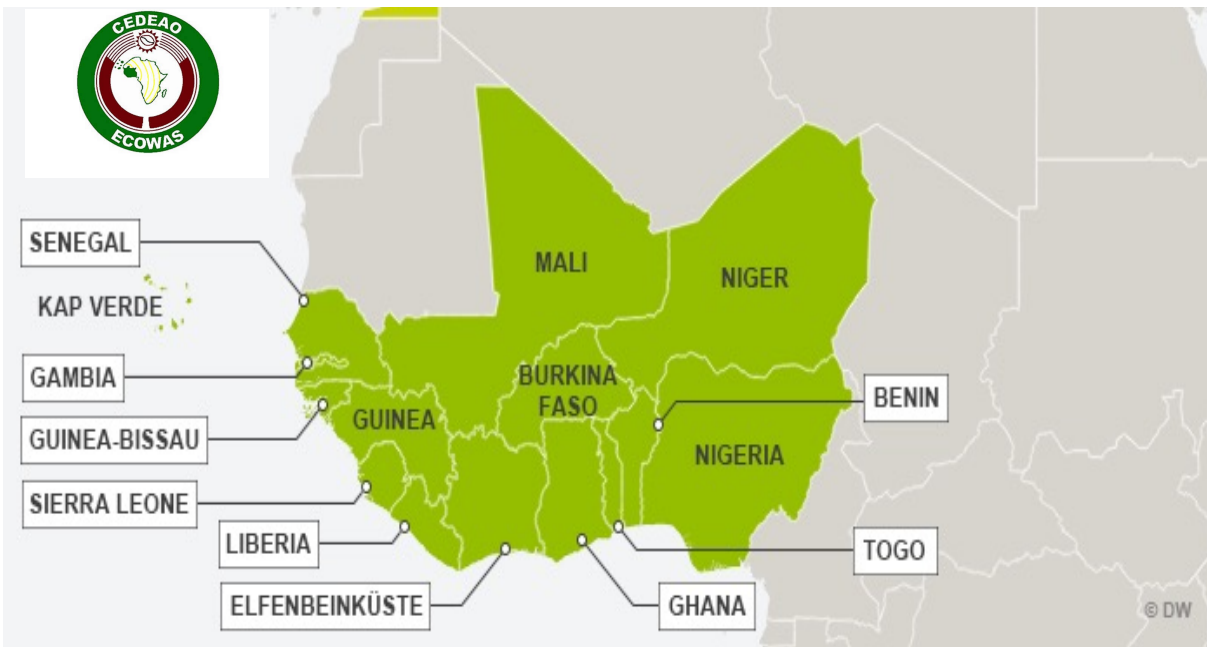 CEDEAO
ECOWAS
SENEGAL
MALI
NIGER
KAP VERDE
GAMBIA
BURKINA
FASO
BENIN
GUINEA
GUINEA-BISSAU
NIGERIA
SIERRA LEONE
LIBERIA
TOGO
ELFENBEINKÜSTE
GHANA
© DW